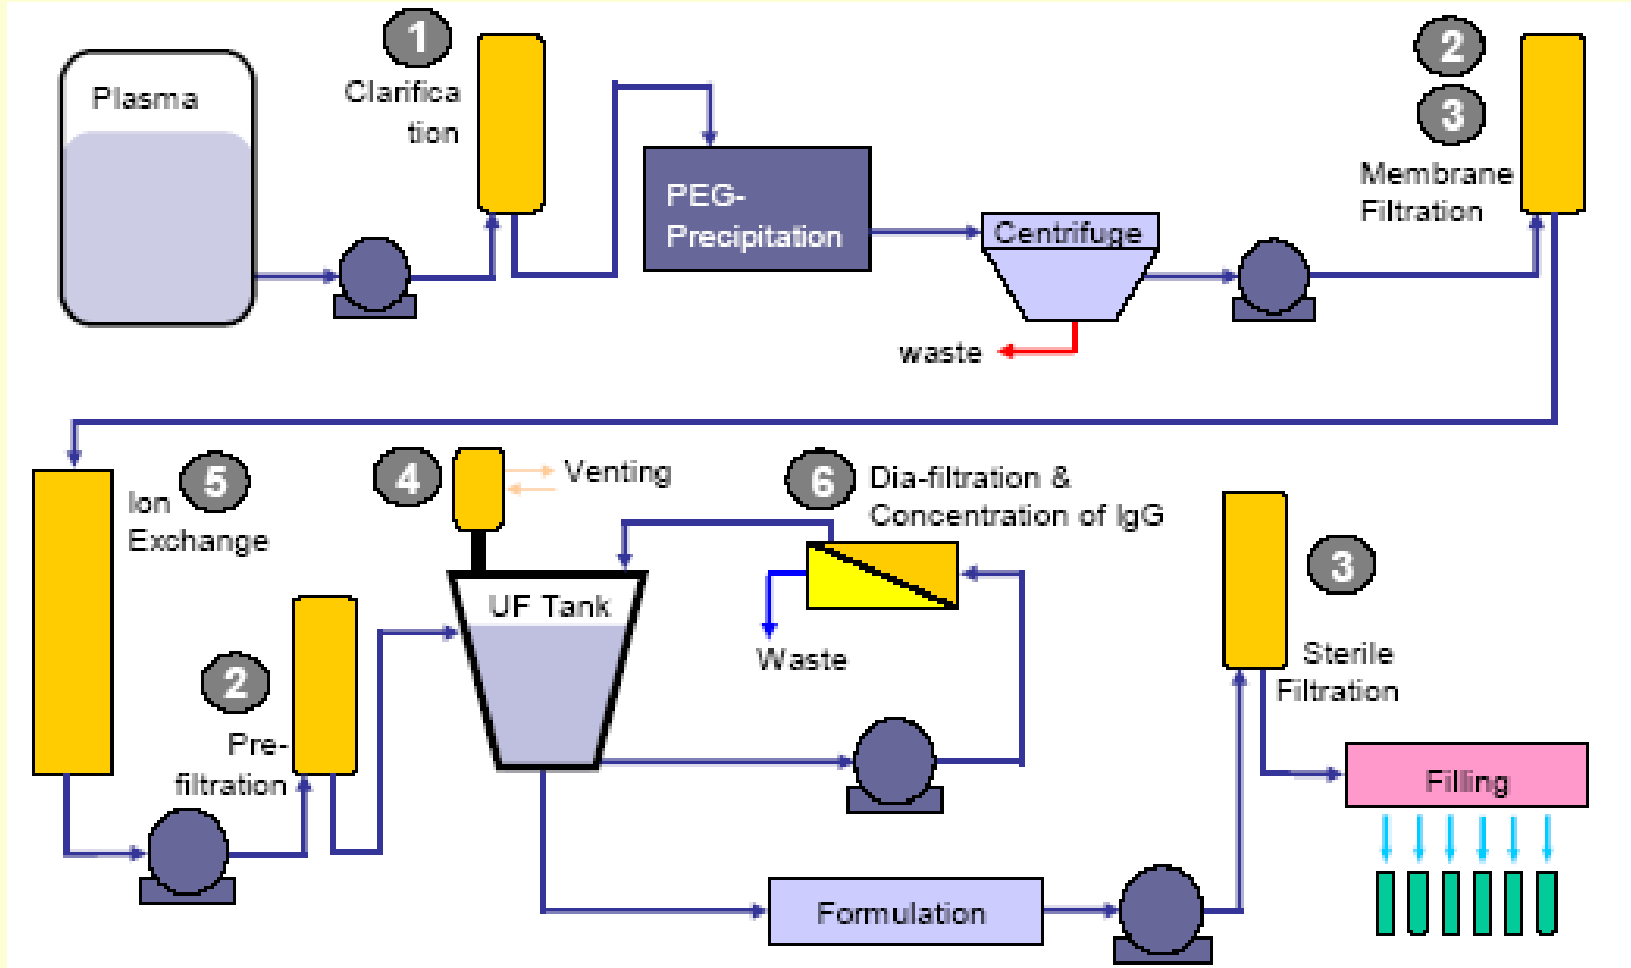 1
Clarifica
tion
Plasma
PEG-
Precipitation
Centrifuge
waste
2
3
Membrane
Filtration
5
Ion
Exchange
2
Pre-
filtration
4
Venting
UF Tank
6
Dia-filtration &
Concentration of IgG
Waste
Formulation
3
Sterile
Filtration
Filling